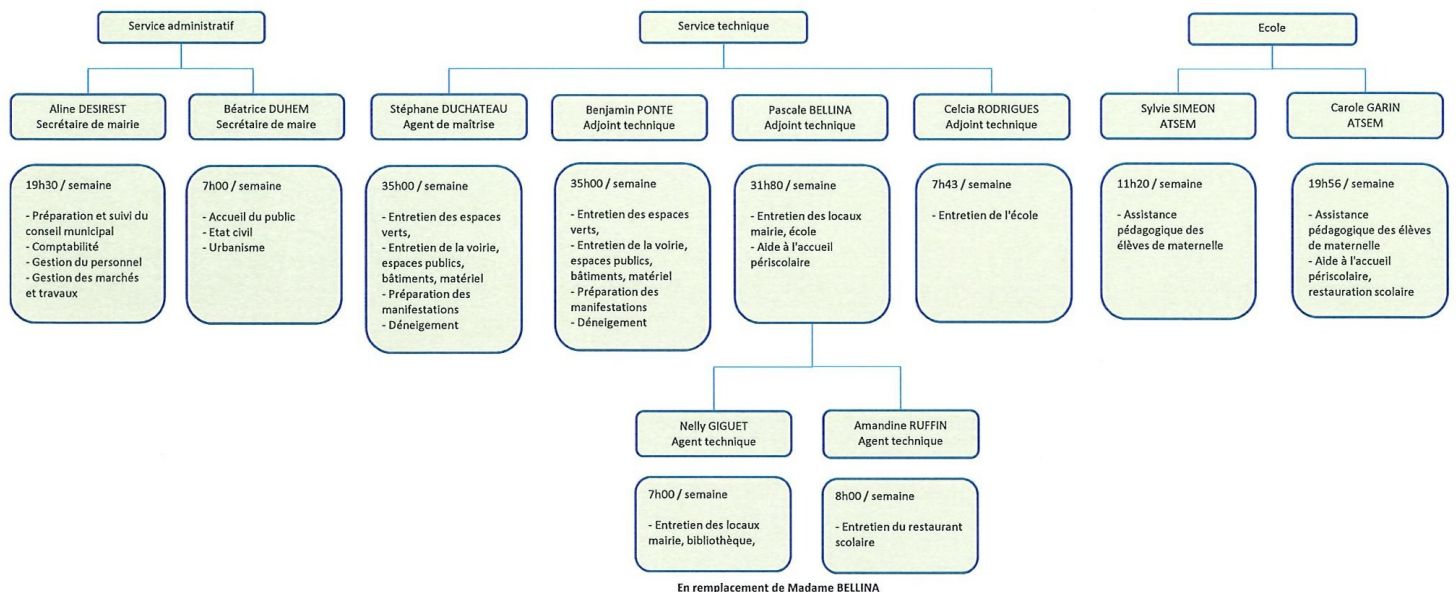 Service administratif
Service technique
Ecole
Aline DESIREST
Secrétaire de mairie
Béatrice DUHEM
Secrétaire de maire
Stéphane DUCHATEAU
Agent de maîtrise
Benjamin PONTE
Adjoint technique
Pascale BELLINA
Adjoint technique
Celcia RODRIGUES
Adjoint technique
Sylvie SIMEON
ATSEM
Carole GARIN
ATSEM
19h30 / semaine
- Préparation et suivi du
conseil municipal
- Comptabilité
- Gestion du personnel
- Gestion des marchés
et travaux
7h00 / semaine
- Accueil du public
- Etat civil
- Urbanisme
35h00 / semaine
- Entretien des espaces
verts,
- Entretien de la voirie,
espaces publics,
bâtiments, matériel
- Préparation des
manifestations
- Déneigement
35h00 / semaine
- Entretien des espaces
verts,
- Entretien de la voirie,
espaces publics,
bâtiments, matériel
- Préparation des
manifestations
- Déneigement
31h80 / semaine
- Entretien des locaux
mairie, école
- Aide à l'accueil
périscolaire
7h43 / semaine
- Entretien de l'école
11h20 / semaine
- Assistance
pédagogique des
élèves de maternelle
19h56 / semaine
- Assistance
pédagogique des élèves
de maternelle
- Aide à l'accueil
périscolaire,
restauration scolaire
Nelly GIGUET
Agent technique
Amandine RUFFIN
Agent technique
7h00 / semaine
- Entretien des locaux
mairie, bibliothèque,
8h00 / semaine
- Entretien du restaurant
scolaire
En remplacement de Madame BELLINA